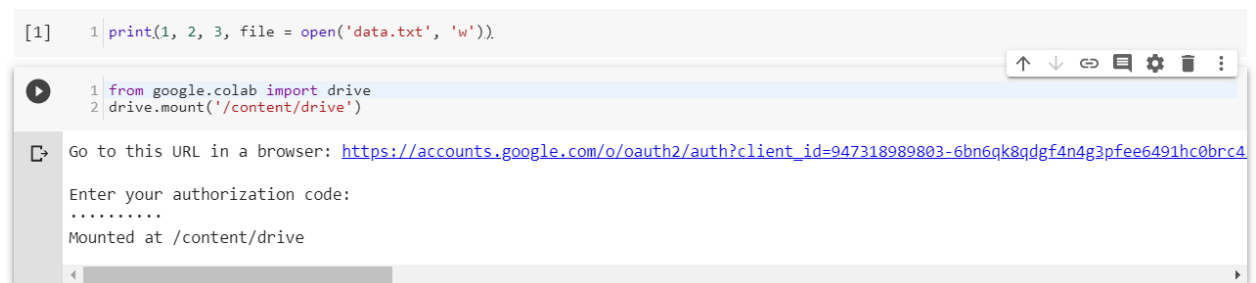 [1] 1 print(1, 2, 3, file = open('data.txt', 'w'))
1 from google.colab import drive
2 drive.mount('/content/drive')
Go to this URL in a browser: https://accounts.google.com/o/oauth2/auth?client_id=947318989803-6bn6qk8qdgf4n4g3pfee6491hc0brc4
Enter your authorization code:
··········
Mounted at /content/drive